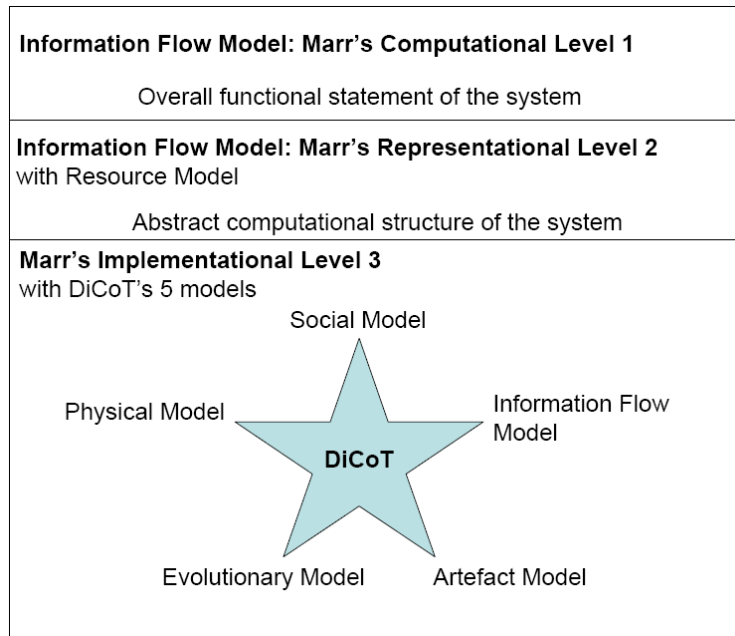 Information Flow Model: Marr's Computational Level 1
Overall functional statement of the system
Information Flow Model: Marr's Representational Level 2
with Resource Model
Abstract computational structure of the system
Marr's Implementational Level 3
with DiCoT's 5 models
Social Model
Physical Model
Information Flow
Model
DiCoT
Evolutionary Model
Artefact Model